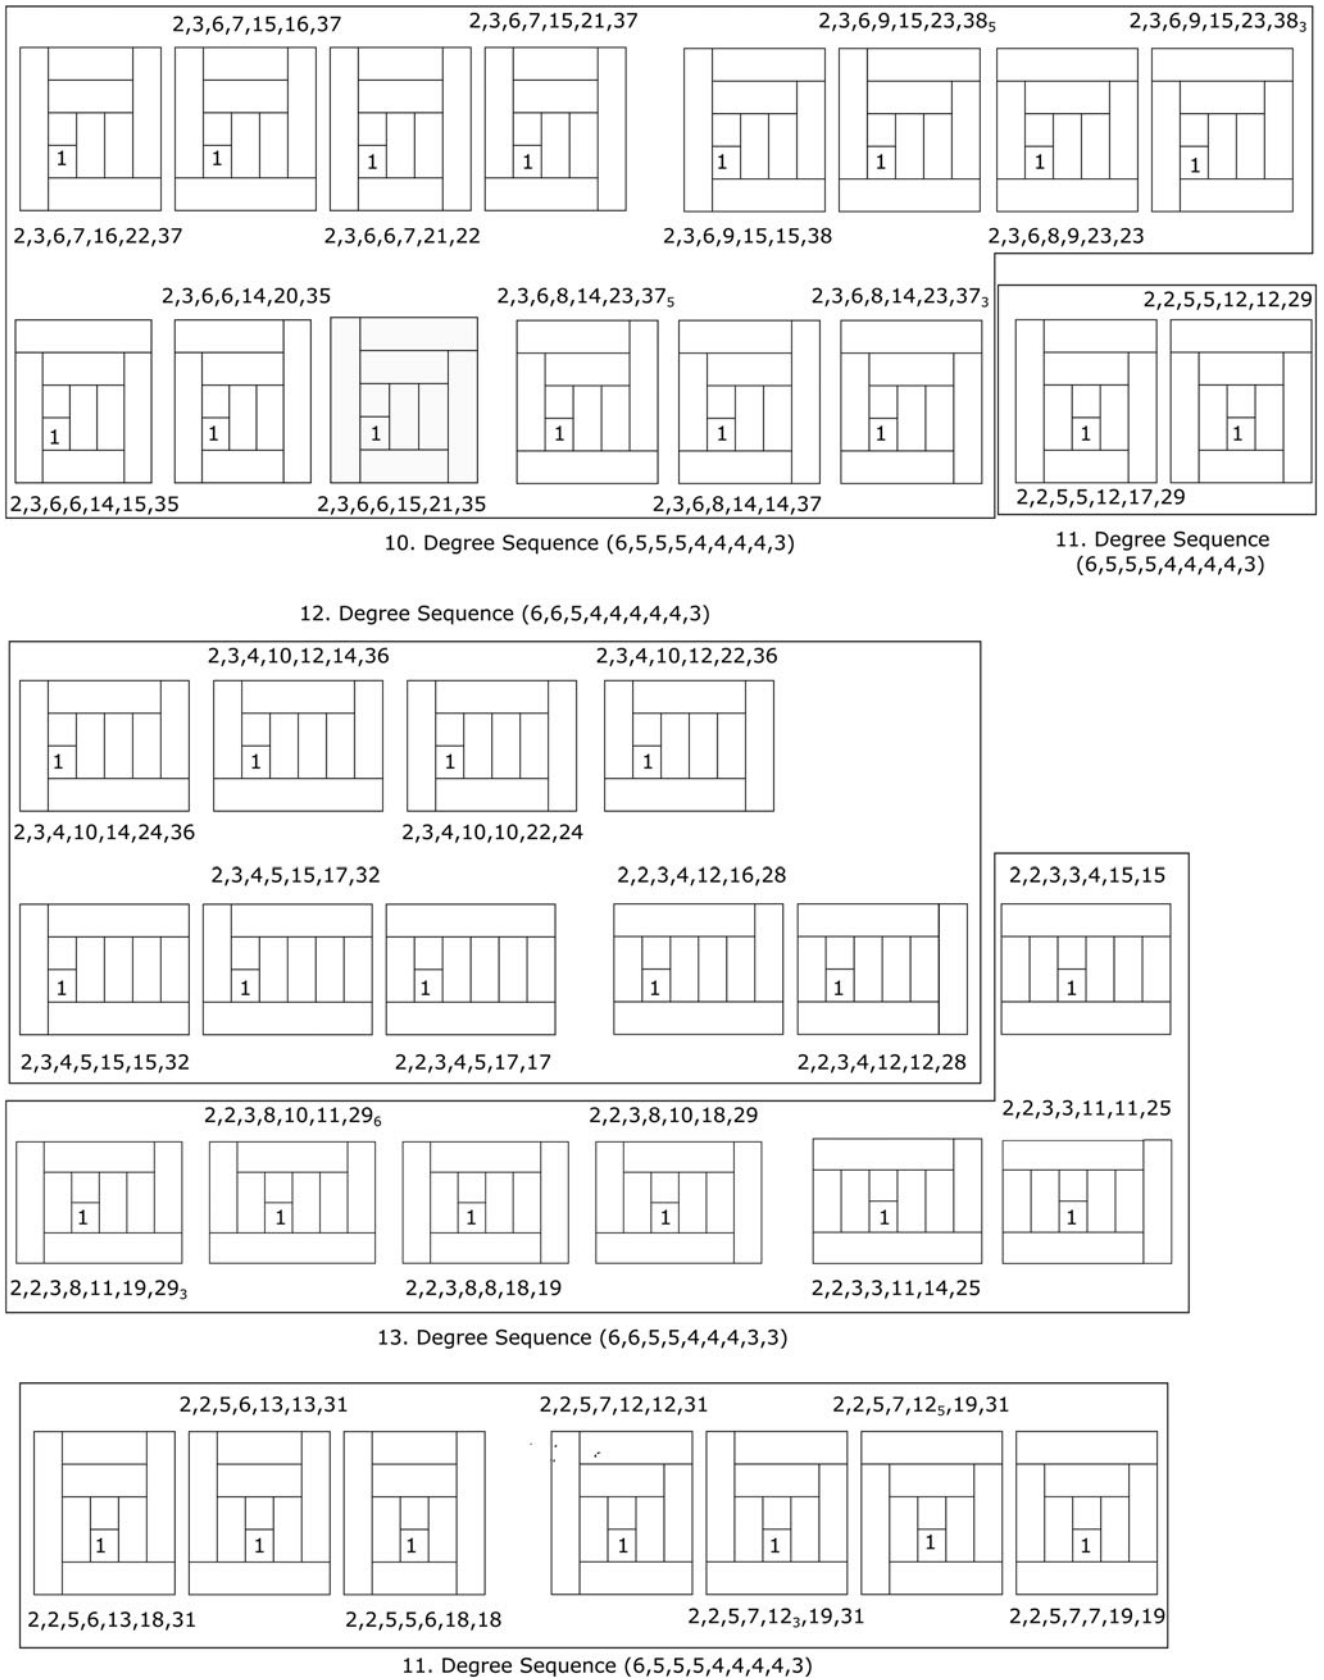 2,3,6,7,15,16,37 2,3,6,7,15,21,37 2,3,6,9,15,23,38₅ 2,3,6,9,15,23,38₃
1 1 1 1 1 1 1 1
2,3,6,7,16,22,37 2,3,6,6,7,21,22 2,3,6,9,15,15,38 2,3,6,8,9,23,23
2,3,6,6,14,20,35 2,3,6,8,14,23,37₅ 2,3,6,8,14,23,37₃ 2,2,5,5,12,12,29
1 1 1 1 1 1 1 1
2,3,6,6,14,15,35 2,3,6,6,15,21,35 2,3,6,8,14,14,37 2,2,5,5,12,17,29
10. Degree Sequence (6,5,5,5,4,4,4,4,3)
11. Degree Sequence
(6,5,5,5,4,4,4,4,3)
12. Degree Sequence (6,6,5,4,4,4,4,4,3)
2,3,4,10,12,14,36 2,3,4,10,12,22,36
1 1 1 1
2,3,4,10,14,24,36 2,3,4,10,10,22,24
2,3,4,5,15,17,32 2,2,3,4,12,16,28 2,2,3,3,4,15,15
1 1 1 1 1 1
2,3,4,5,15,15,32 2,2,3,4,5,17,17 2,2,3,4,12,12,28
2,2,3,8,10,11,29₆ 2,2,3,8,10,18,29 2,2,3,3,11,11,25
1 1 1 1 1 1
2,2,3,8,11,19,29₃ 2,2,3,8,8,18,19 2,2,3,3,11,14,25
13. Degree Sequence (6,6,5,5,4,4,4,3,3)
2,2,5,6,13,13,31 2,2,5,7,12,12,31 2,2,5,7,12₅,19,31
1 1 1 1 1 1 1
2,2,5,6,13,18,31 2,2,5,5,6,18,18 2,2,5,7,12₃,19,31 2,2,5,7,7,19,19
11. Degree Sequence (6,5,5,5,4,4,4,4,3)